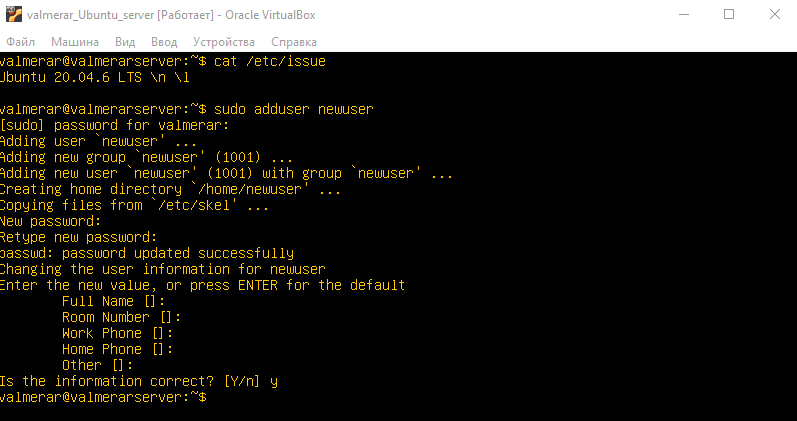 valmerar_Ubuntu_server [Работает] - Oracle VirtualBox
Файл Машина Вид Ввод Устройства Справка
valmerar@valmerarserver:~$ cat /etc/issue
Ubuntu 20.04.6 LTS \n \l
valmerar@valmerarserver:~$ sudo adduser newuser
[sudo] password for valmerar:
Adding user `newuser' ...
Adding new group `newuser' (1001) ...
Adding new user `newuser' (1001) with group `newuser' ...
Creating home directory `/home/newuser' ...
Copying files from `/etc/skel' ...
New password:
Retype new password:
passwd: password updated successfully
Changing the user information for newuser
Enter the new value, or press ENTER for the default
Full Name []:
Room Number []:
Work Phone []:
Home Phone []:
Other []:
Is the information correct? [Y/n] y
valmerar@valmerarserver:~$